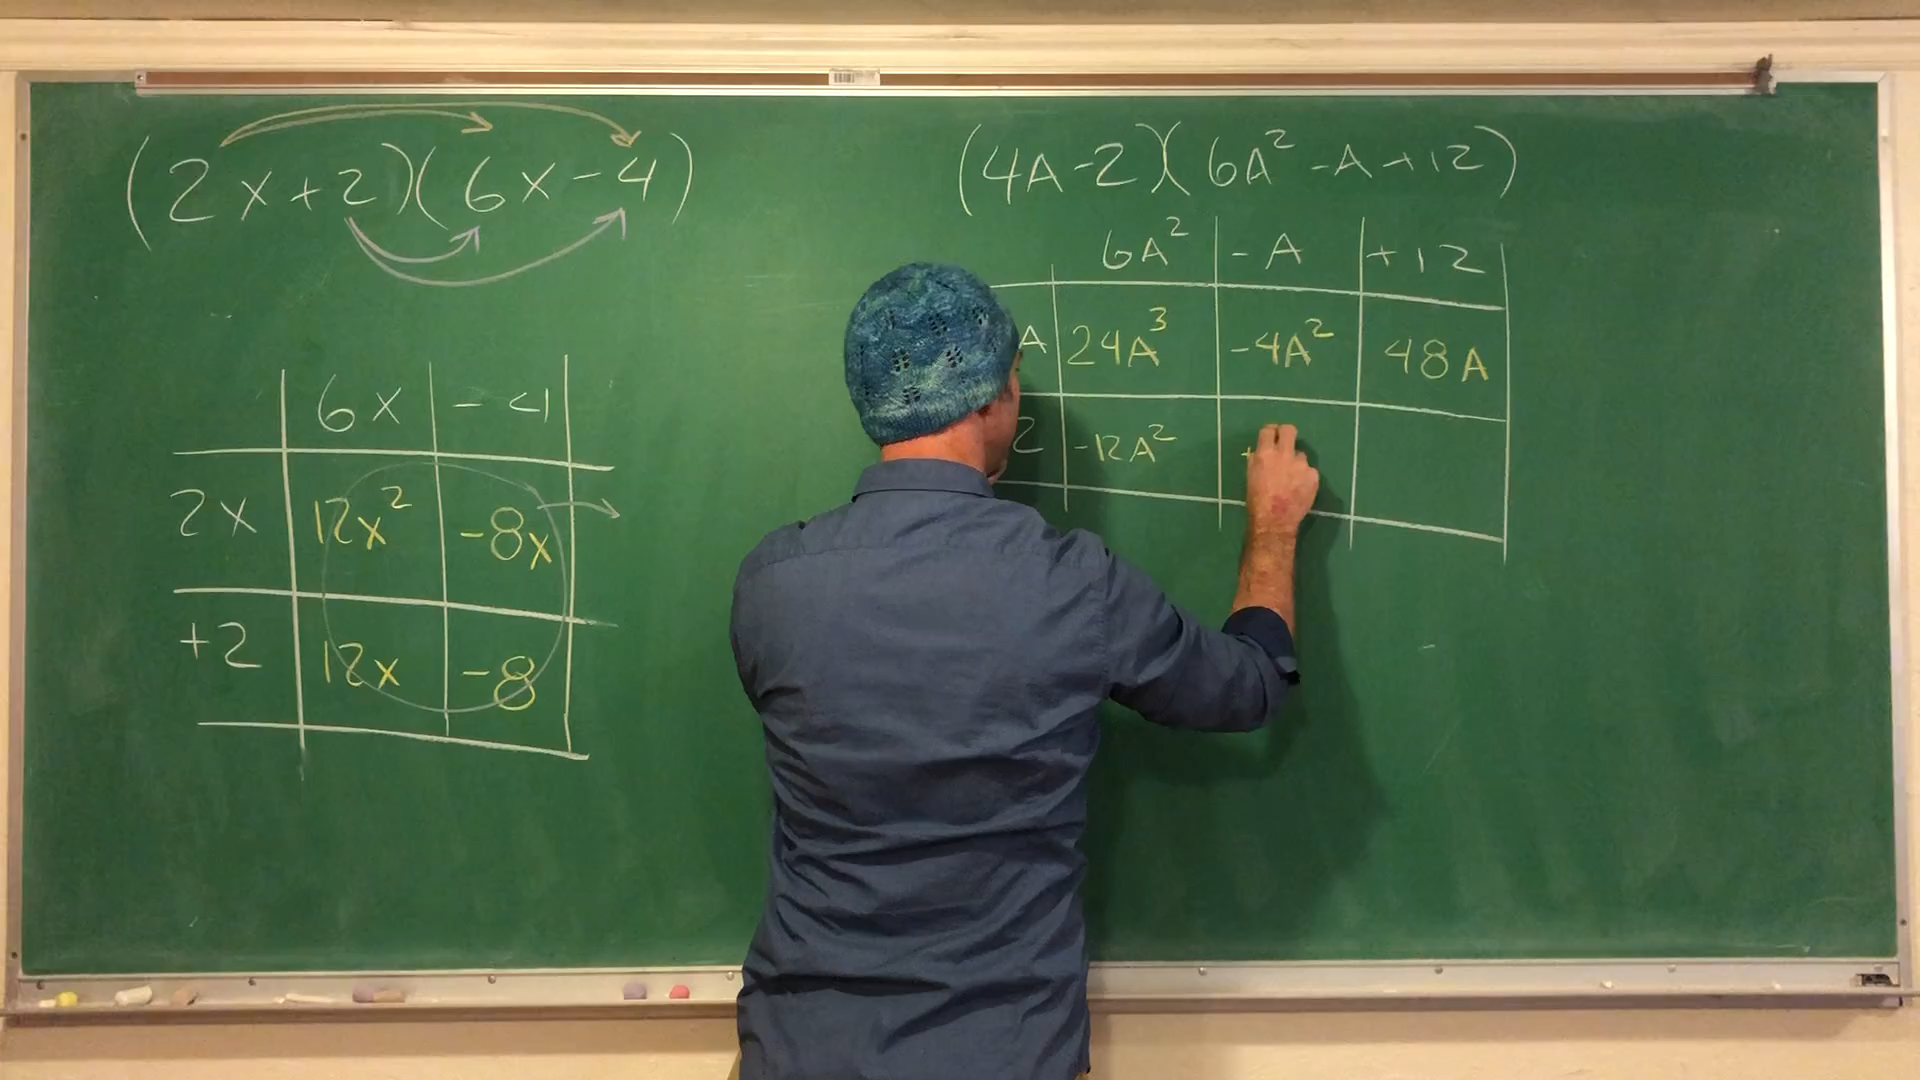 (2x+2)(6x-4)
6x -4
2x 12x² -8x
+2 12x -8
(4A-2)(6A²-A+12)
6A² -A +12
A 24A³ -4A² 48A
2 -12A² +